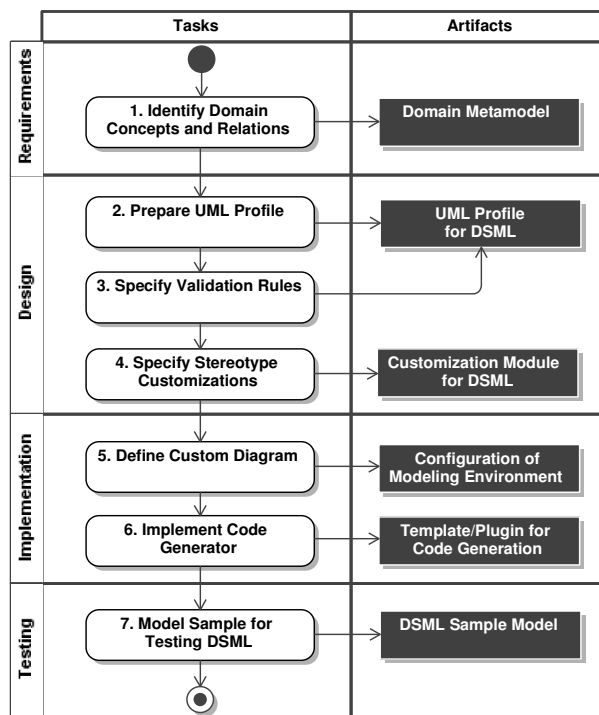 Tasks
Artifacts
Requirements
1. Identify Domain
Concepts and Relations
Domain Metamodel
Design
2. Prepare UML Profile
UML Profile
for DSML
3. Specify Validation Rules
4. Specify Stereotype
Customizations
Customization Module
for DSML
Implementation
5. Define Custom Diagram
Configuration of
Modeling Environment
6. Implement Code
Generator
Template/Plugin for
Code Generation
Testing
7. Model Sample for
Testing DSML
DSML Sample Model